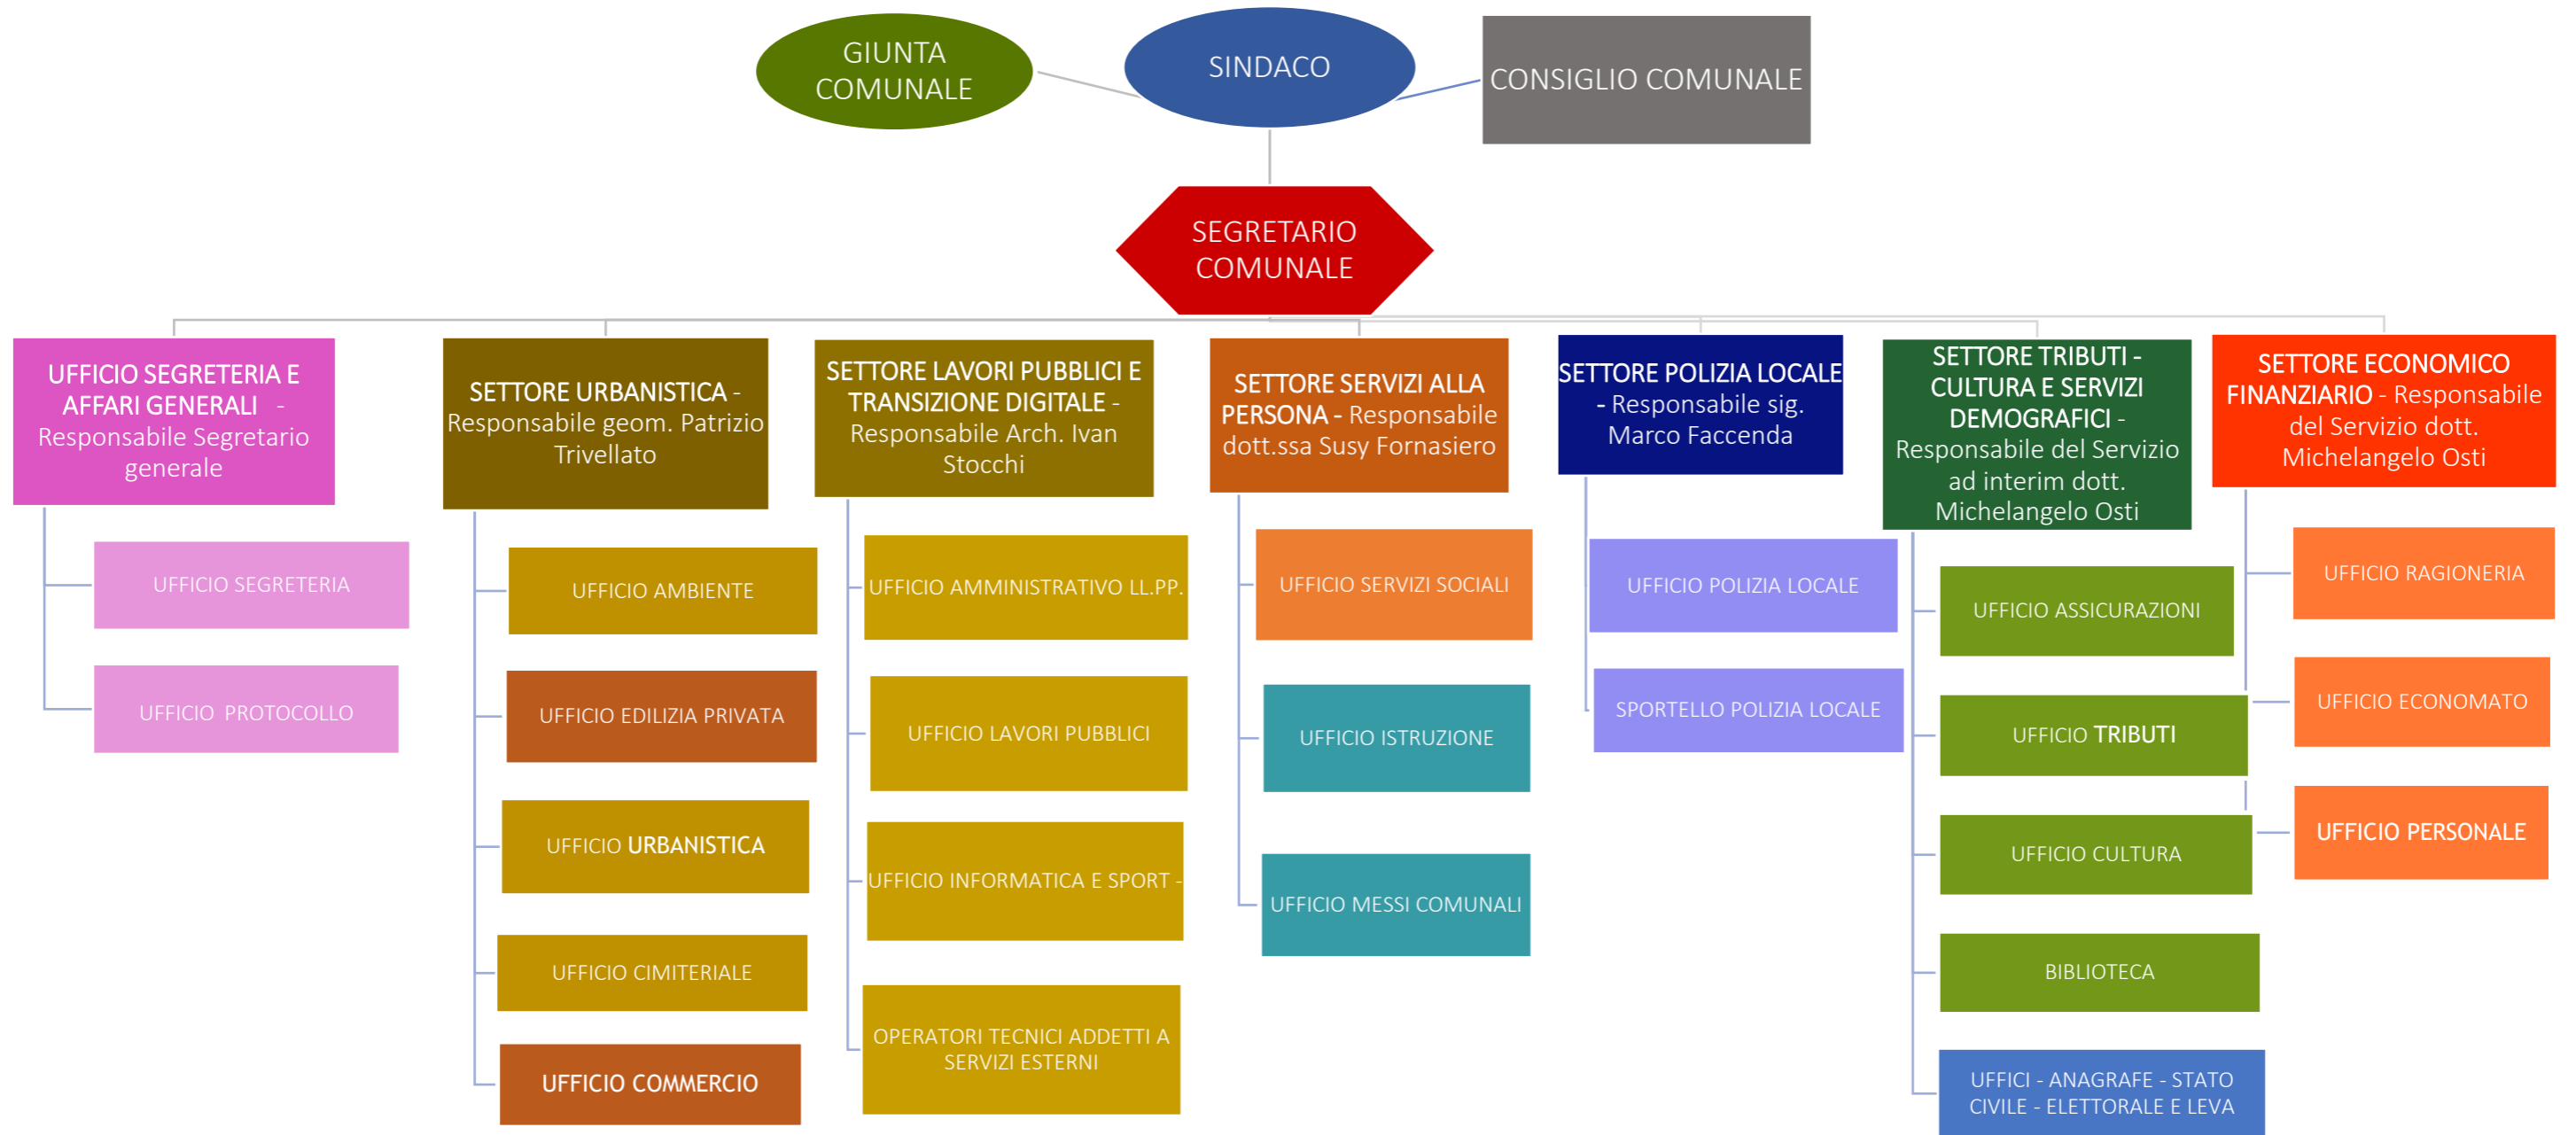 GIUNTA
COMUNALE
SINDACO
CONSIGLIO COMUNALE
SEGRETARIO
COMUNALE
UFFICIO SEGRETERIA E
AFFARI GENERALI -
Responsabile Segretario
generale
UFFICIO SEGRETERIA
UFFICIO PROTOCOLLO
SETTORE URBANISTICA -
Responsabile geom. Patrizio
Trivellato
UFFICIO AMBIENTE
UFFICIO EDILIZIA PRIVATA
UFFICIO URBANISTICA
UFFICIO CIMITERIALE
UFFICIO COMMERCIO
SETTORE LAVORI PUBBLICI E
TRANSIZIONE DIGITALE -
Responsabile Arch. Ivan
Stocchi
UFFICIO AMMINISTRATIVO LL.PP.
UFFICIO LAVORI PUBBLICI
UFFICIO INFORMATICA E SPORT -
OPERATORI TECNICI ADDETTI A
SERVIZI ESTERNI
SETTORE SERVIZI ALLA
PERSONA - Responsabile
dott.ssa Susy Fornasiero
UFFICIO SERVIZI SOCIALI
UFFICIO ISTRUZIONE
UFFICIO MESSI COMUNALI
SETTORE POLIZIA LOCALE
- Responsabile sig.
Marco Faccenda
UFFICIO POLIZIA LOCALE
SPORTELLO POLIZIA LOCALE
SETTORE TRIBUTI -
CULTURA E SERVIZI
DEMOGRAFICI -
Responsabile del Servizio
ad interim dott.
Michelangelo Osti
UFFICIO ASSICURAZIONI
UFFICIO TRIBUTI
UFFICIO CULTURA
BIBLIOTECA
UFFICI - ANAGRAFE - STATO
CIVILE - ELETTORALE E LEVA
SETTORE ECONOMICO
FINANZIARIO - Responsabile
del Servizio dott.
Michelangelo Osti
UFFICIO RAGIONERIA
UFFICIO ECONOMATO
UFFICIO PERSONALE